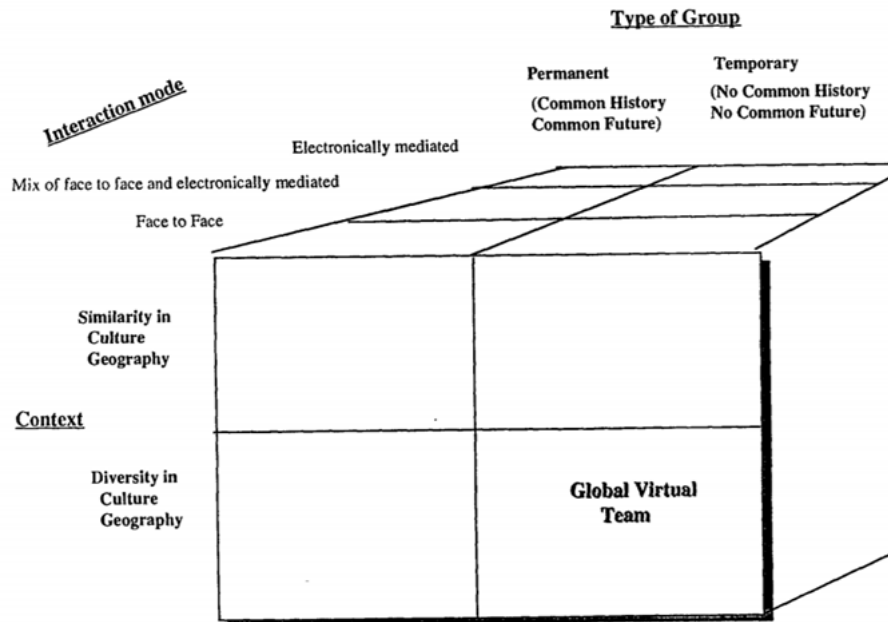 Type of Group
Permanent
(Common History
Common Future)
Temporary
(No Common History
No Common Future)
Interaction mode
Electronically mediated
Mix of face to face and electronically mediated
Face to Face
Similarity in
Culture
Geography
Context
Diversity in
Culture
Geography
Global Virtual
Team